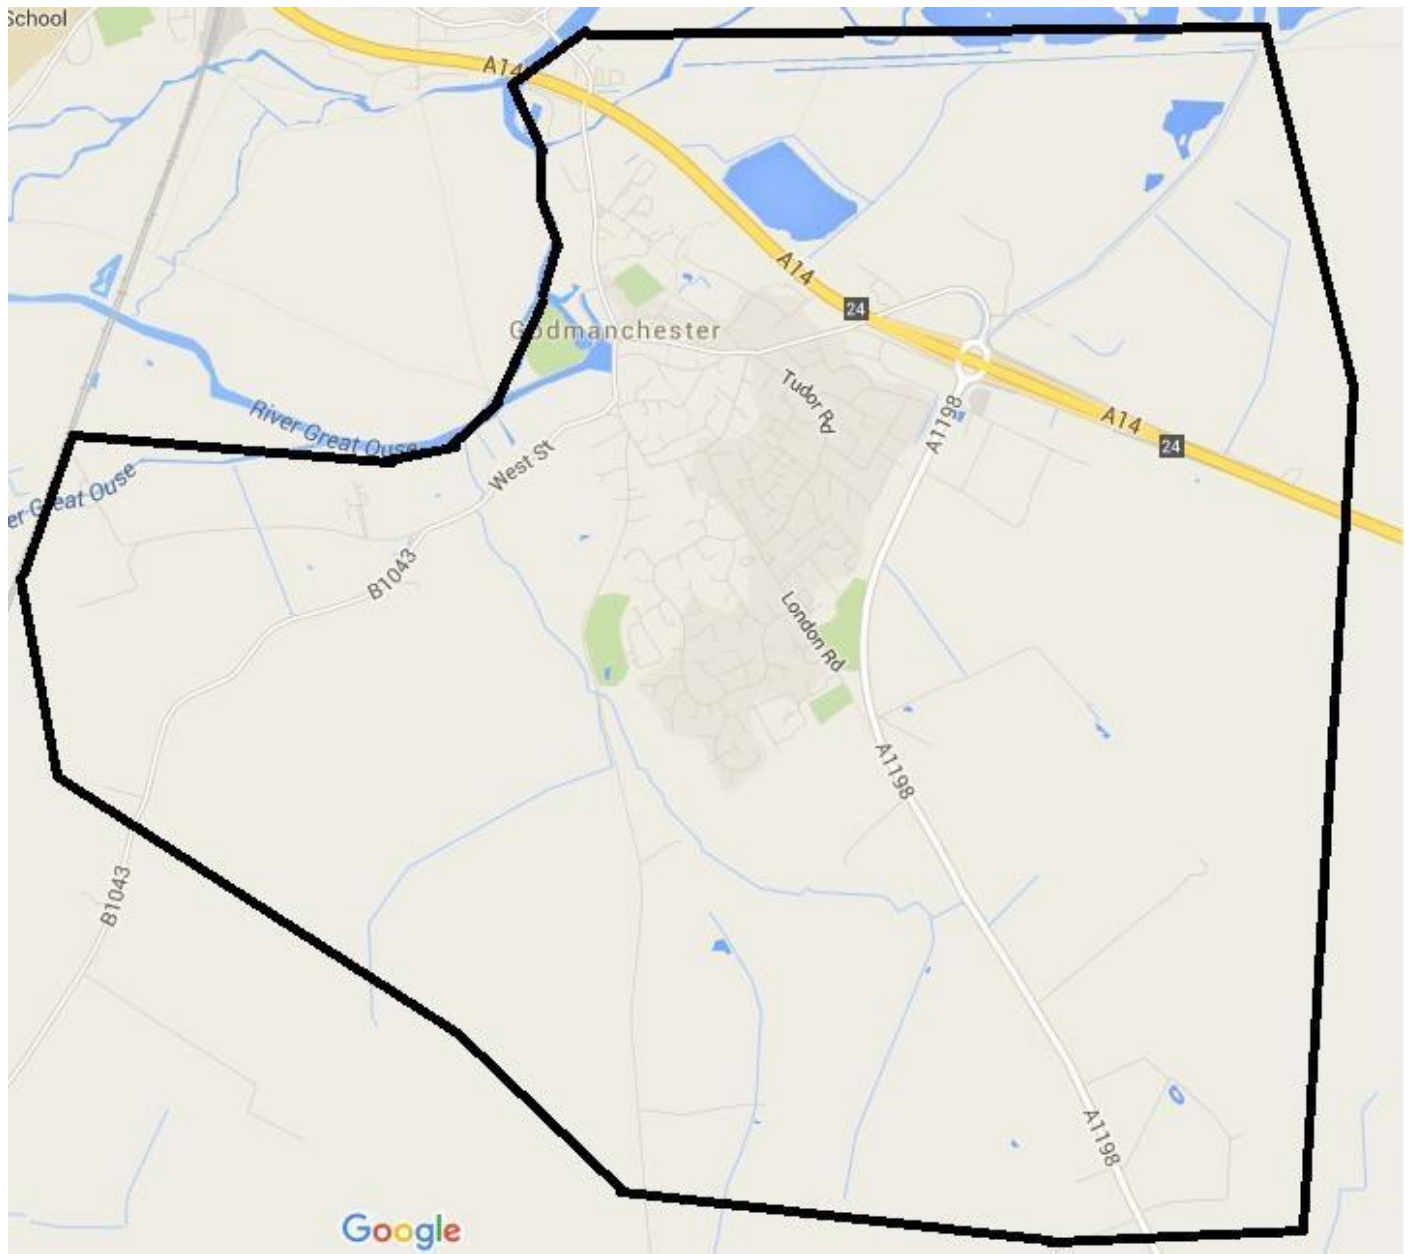 School
A14
Godmanchester
A14
24
Tudor Rd
A1198
A14
24
River Great Ouse
West St
er Great Ouse
B1043
London Rd
A1198
B1043
A1198
Google